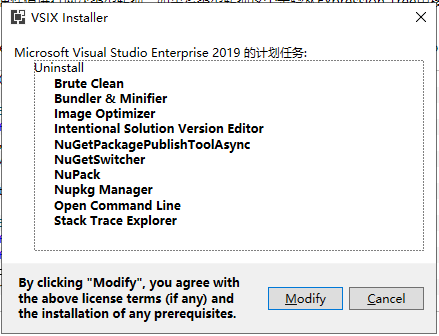 VSIX Installer
Microsoft Visual Studio Enterprise 2019 的计划任务:
Uninstall
Brute Clean
Bundler & Minifier
Image Optimizer
Intentional Solution Version Editor
NuGetPackagePublishToolAsync
NuGetSwitcher
NuPack
Nupkg Manager
Open Command Line
Stack Trace Explorer
By clicking "Modify", you agree with
the above license terms (if any) and
the installation of any prerequisites.
Modify
Cancel